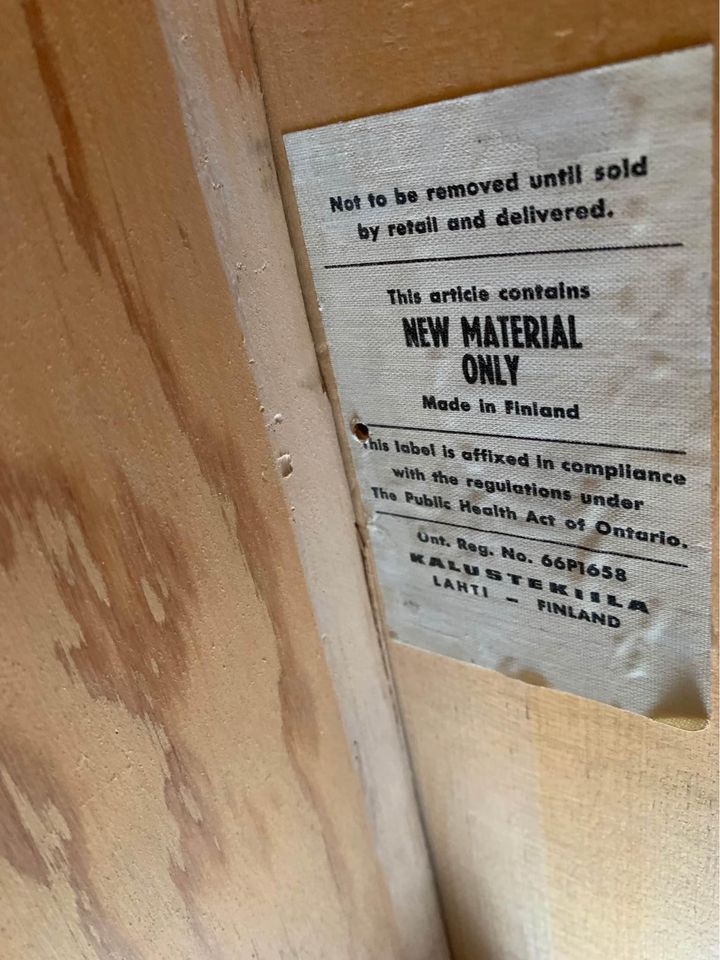 Not to be removed until sold
by retail and delivered.
This article contains
NEW MATERIAL
ONLY
Made in Finland
This label is affixed in compliance
with the regulations under
The Public Health Act of Ontario.
Ont. Reg. No. 66P1658
KALUSTEKIILA
LAHTI – FINLAND